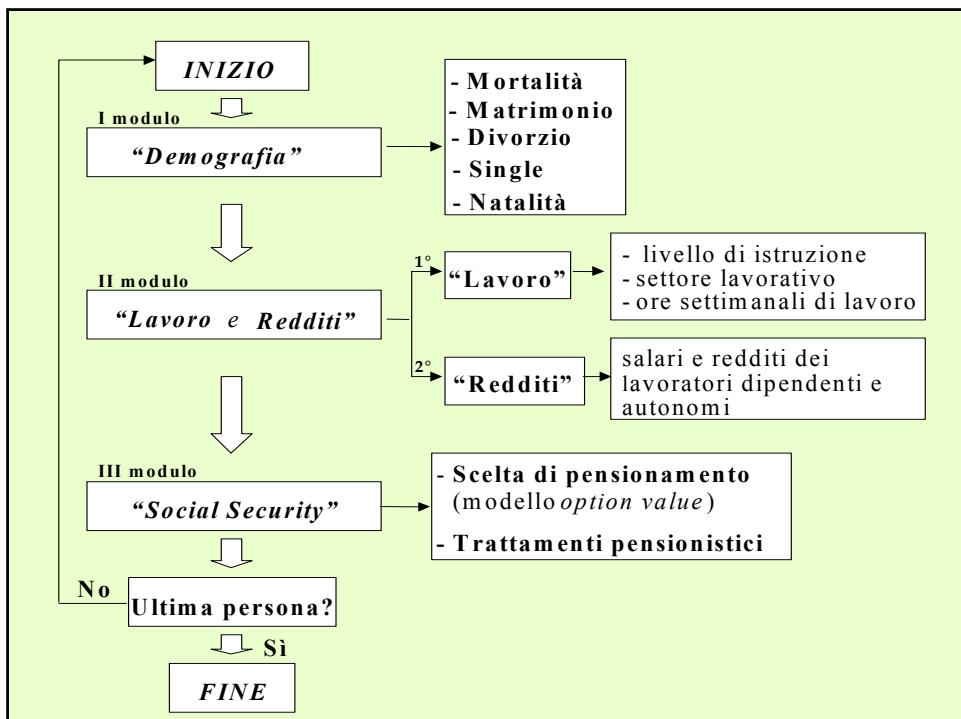 INIZIO
- Mortalità
- Matrimonio
- Divorzio
- Single
- Natalità
I modulo
“Demografia”
II modulo
“Lavoro e Redditi”
1°
“Lavoro”
- livello di istruzione
- settore lavorativo
- ore settimanali di lavoro
2°
“Redditi”
salari e redditi dei
lavoratori dipendenti e
autonomi
III modulo
“Social Security”
- Scelta di pensionamento
(modello option value)
- Trattamenti pensionistici
No
Ultima persona?
Sì
FINE